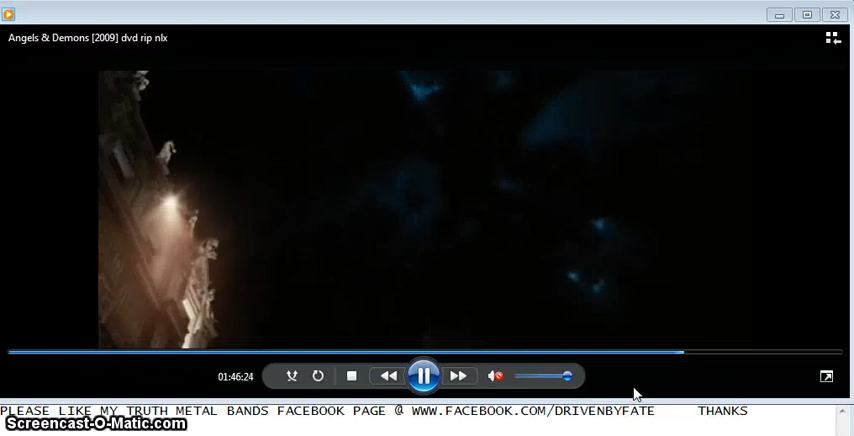 Angels & Demons [2009] dvd rip nlx
01:46:24
PLEASE LIKE MY TRUTH METAL BANDS FACEBOOK PAGE @ WWW.FACEBOOK.COM/DRIVENBYFATE THANKS
Screencast-O-Matic.com